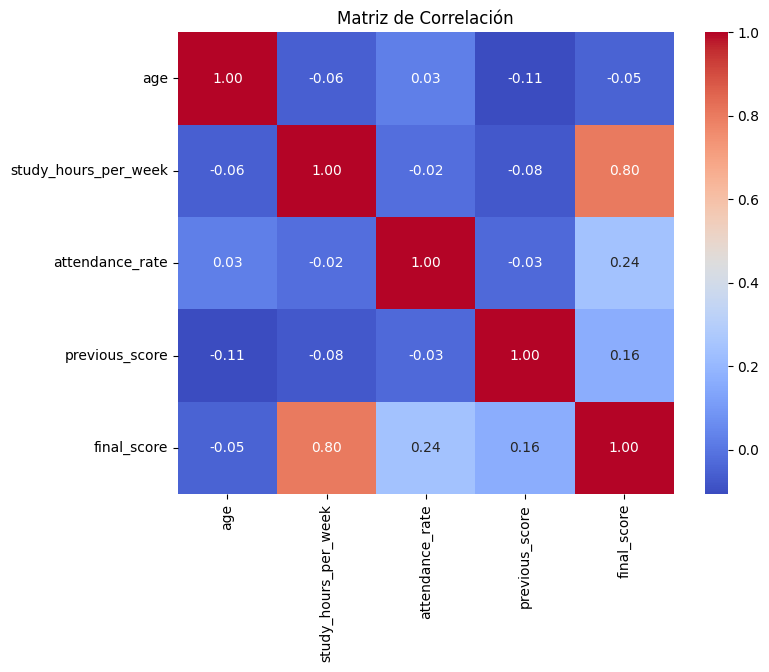 Matriz de Correlación
age 1.00 -0.06 0.03 -0.11 -0.05
study_hours_per_week -0.06 1.00 -0.02 -0.08 0.80
attendance_rate 0.03 -0.02 1.00 -0.03 0.24
previous_score -0.11 -0.08 -0.03 1.00 0.16
final_score -0.05 0.80 0.24 0.16 1.00
age
study_hours_per_week
attendance_rate
previous_score
final_score
1.0
0.8
0.6
0.4
0.2
0.0